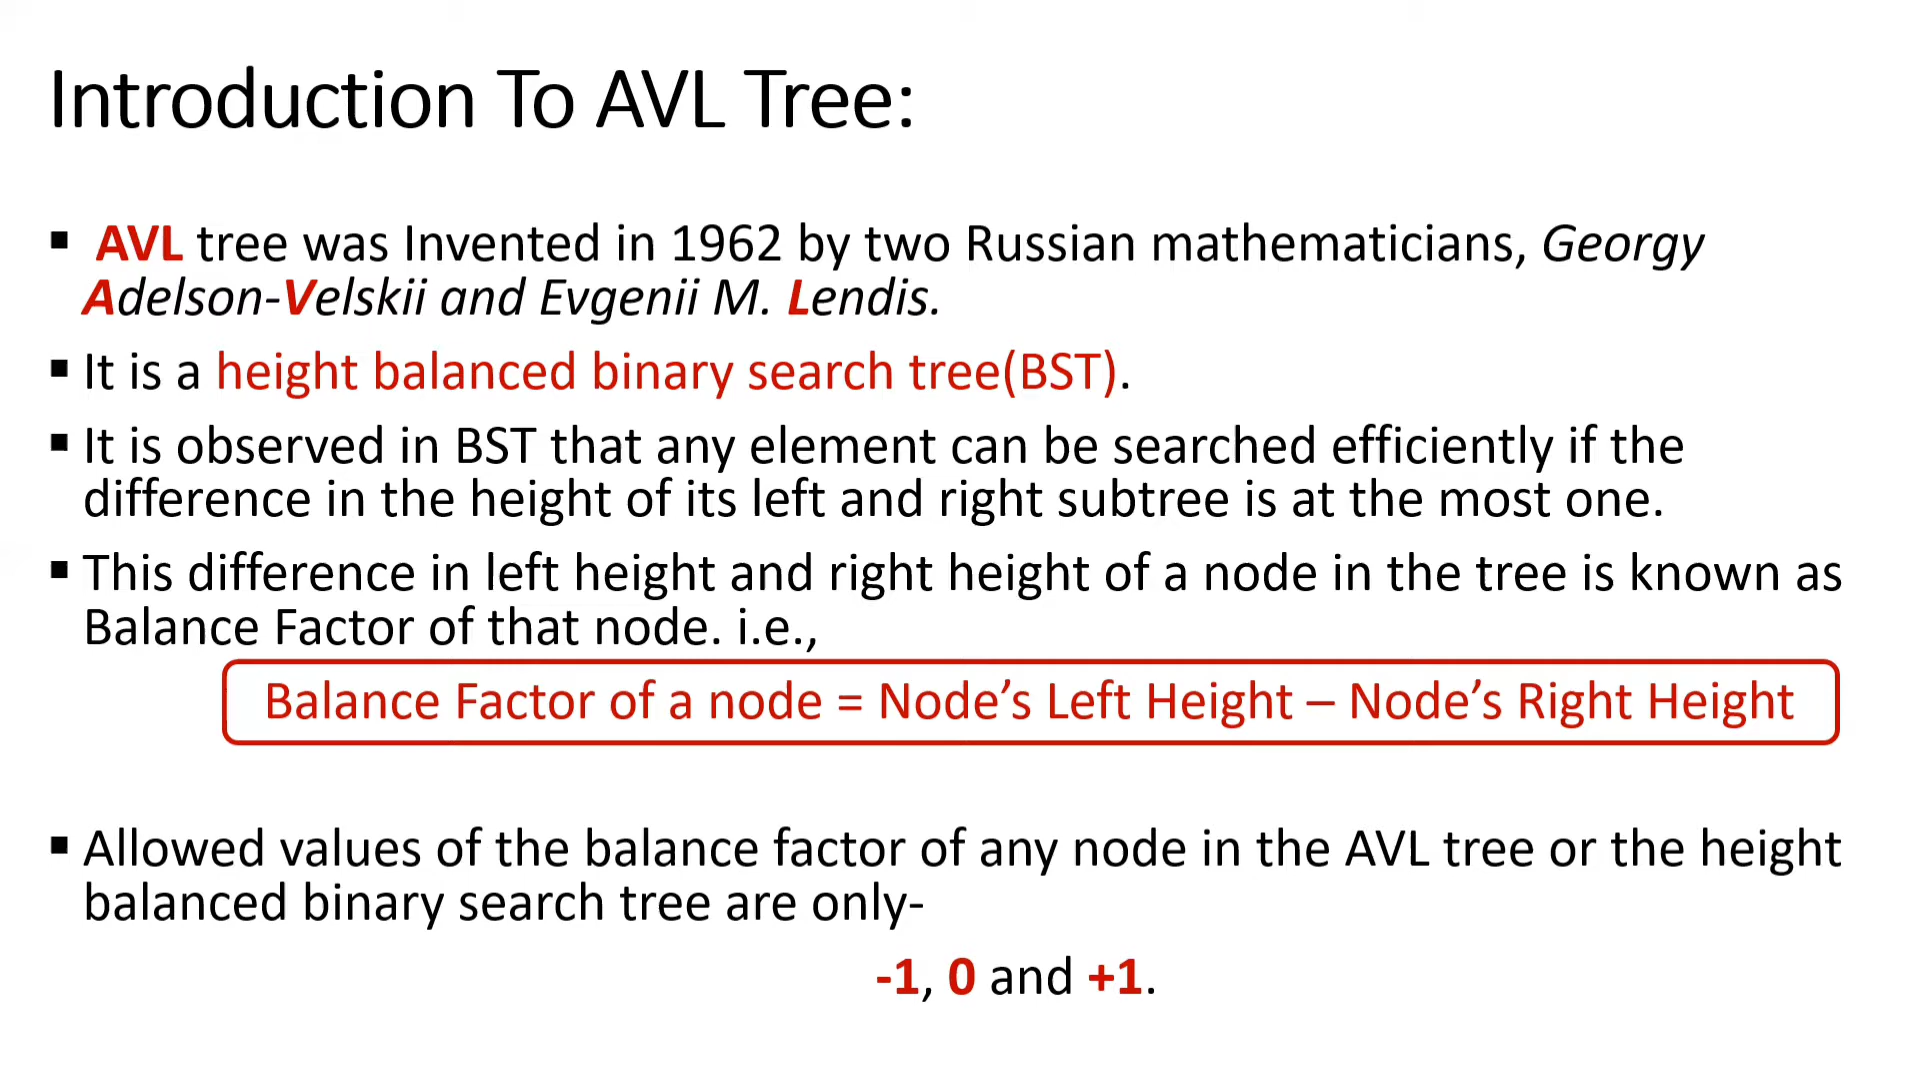 Introduction To AVL Tree:
▪ AVL tree was Invented in 1962 by two Russian mathematicians, Georgy
Adelson-Velskii and Evgenii M. Lendis.
▪ It is a height balanced binary search tree(BST).
▪ It is observed in BST that any element can be searched efficiently if the
difference in the height of its left and right subtree is at the most one.
▪ This difference in left height and right height of a node in the tree is known as
Balance Factor of that node. i.e.,
Balance Factor of a node = Node’s Left Height – Node’s Right Height
▪ Allowed values of the balance factor of any node in the AVL tree or the height
balanced binary search tree are only-
-1, 0 and +1.